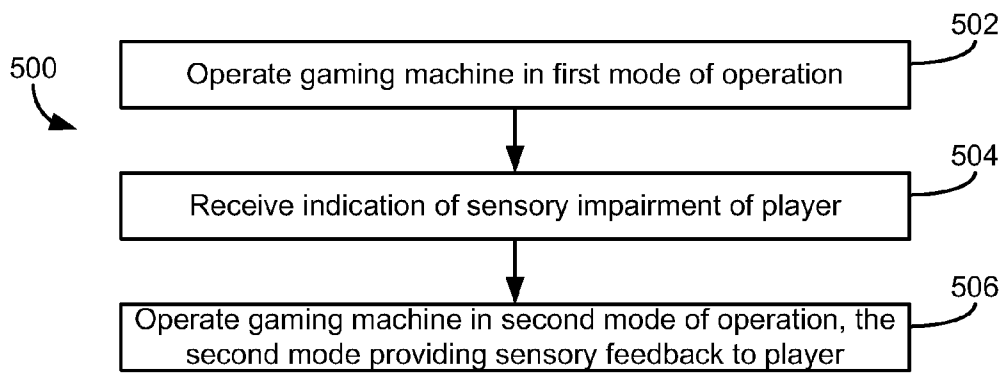 502
500
Operate gaming machine in first mode of operation
504
Receive indication of sensory impairment of player
506
Operate gaming machine in second mode of operation, the
second mode providing sensory feedback to player